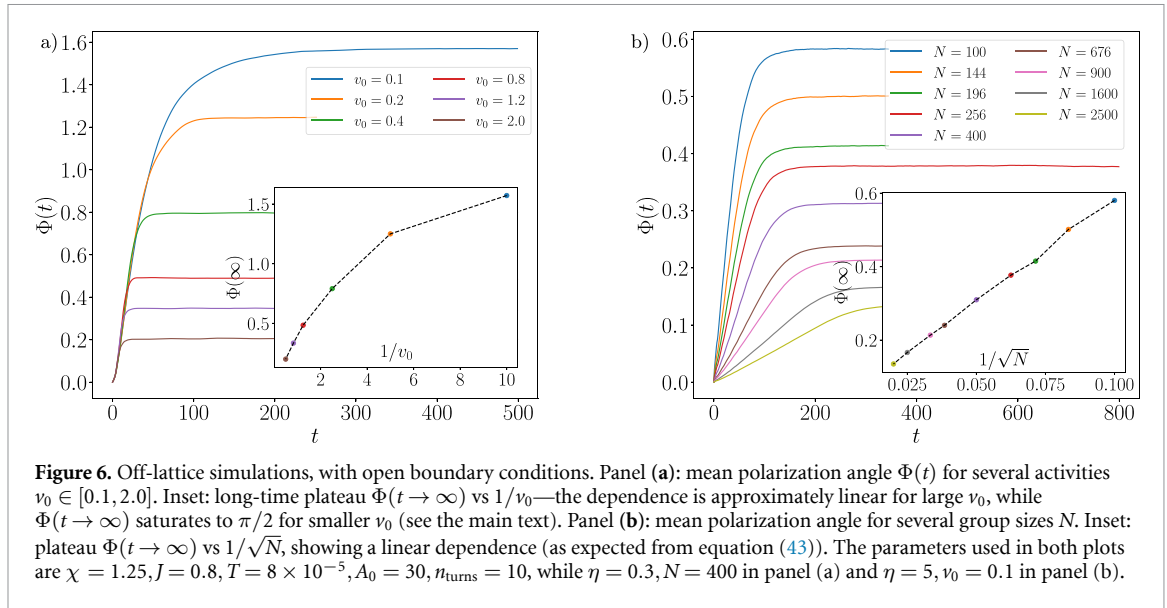 a)
1.6
1.4
1.2
1.0
0.8
0.6
0.4
0.2
0.0
Φ(t)
v₀ = 0.1
v₀ = 0.2
v₀ = 0.4
v₀ = 0.8
v₀ = 1.2
v₀ = 2.0
1.5
1.0
0.5
Φ(∞)
1/v₀
2 4 6 8 10
0 100 200 300 400 500
t
b)
0.6
0.5
0.4
0.3
0.2
0.1
0.0
Φ(t)
N = 100
N = 144
N = 196
N = 256
N = 400
N = 676
N = 900
N = 1600
N = 2500
0.6
0.4
0.2
Φ(∞)
1/√N
0.025 0.050 0.075 0.100
0 200 400 600 800
t
Figure 6. Off-lattice simulations, with open boundary conditions. Panel (a): mean polarization angle Φ(t) for several activities
v₀ ∈ [0.1, 2.0]. Inset: long-time plateau Φ(t → ∞) vs 1/v₀—the dependence is approximately linear for large v₀, while
Φ(t → ∞) saturates to π/2 for smaller v₀ (see the main text). Panel (b): mean polarization angle for several group sizes N. Inset:
plateau Φ(t → ∞) vs 1/√N, showing a linear dependence (as expected from equation (43)). The parameters used in both plots
are χ = 1.25, J = 0.8, T = 8 × 10⁻⁵, A₀ = 30, n_turns = 10, while η = 0.3, N = 400 in panel (a) and η = 5, v₀ = 0.1 in panel (b).